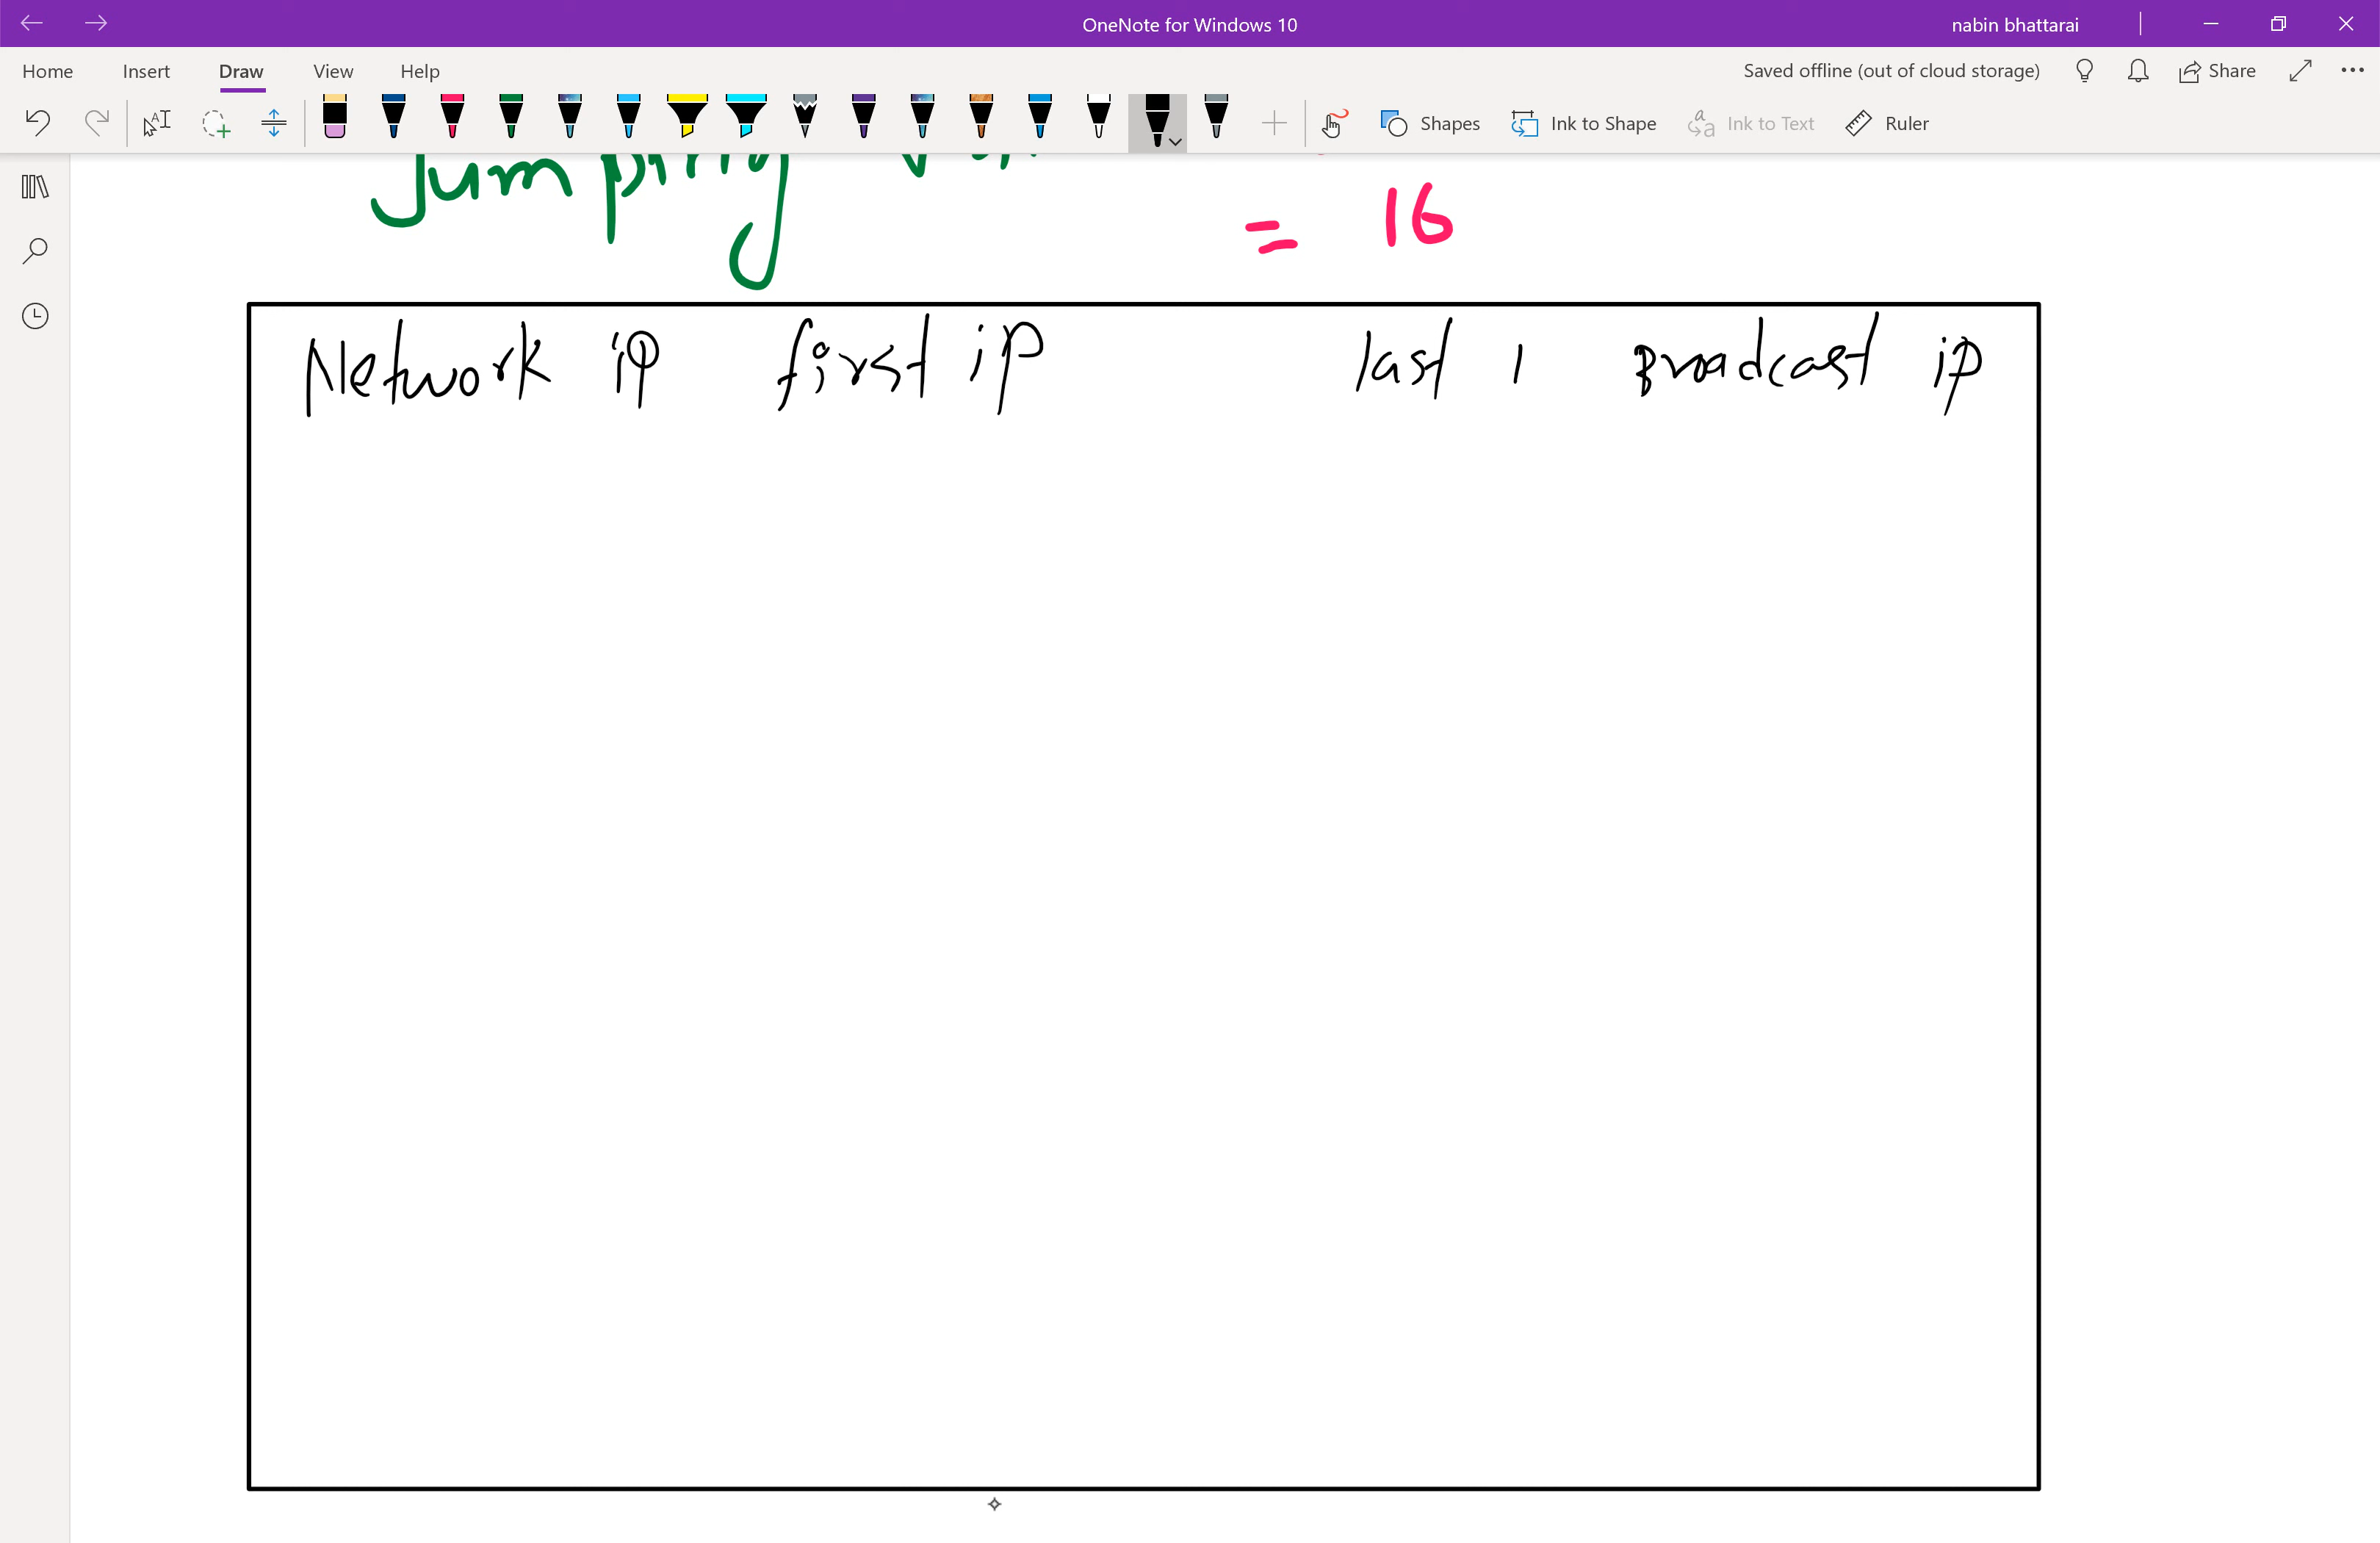 OneNote for Windows 10
nabin bhattarai
Home Insert Draw View Help
Saved offline (out of cloud storage)
Share
Shapes
Ink to Shape
Ink to Text
Ruler
Jumping
= 16
Network ip first ip last i Broadcast ip